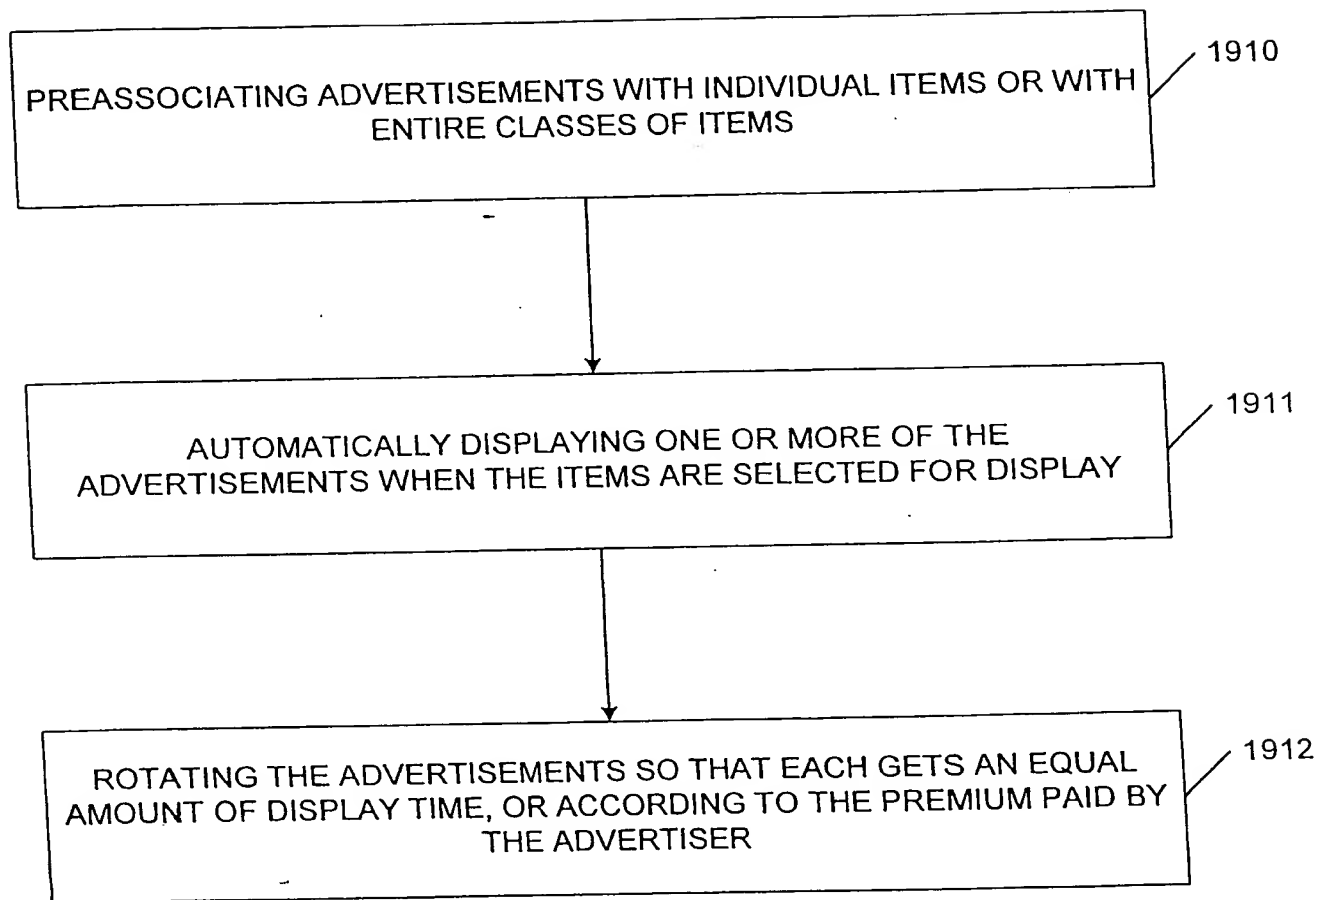 PREASSOCIATING ADVERTISEMENTS WITH INDIVIDUAL ITEMS OR WITH
ENTIRE CLASSES OF ITEMS
1910
AUTOMATICALLY DISPLAYING ONE OR MORE OF THE
ADVERTISEMENTS WHEN THE ITEMS ARE SELECTED FOR DISPLAY
1911
ROTATING THE ADVERTISEMENTS SO THAT EACH GETS AN EQUAL
AMOUNT OF DISPLAY TIME, OR ACCORDING TO THE PREMIUM PAID BY
THE ADVERTISER
1912